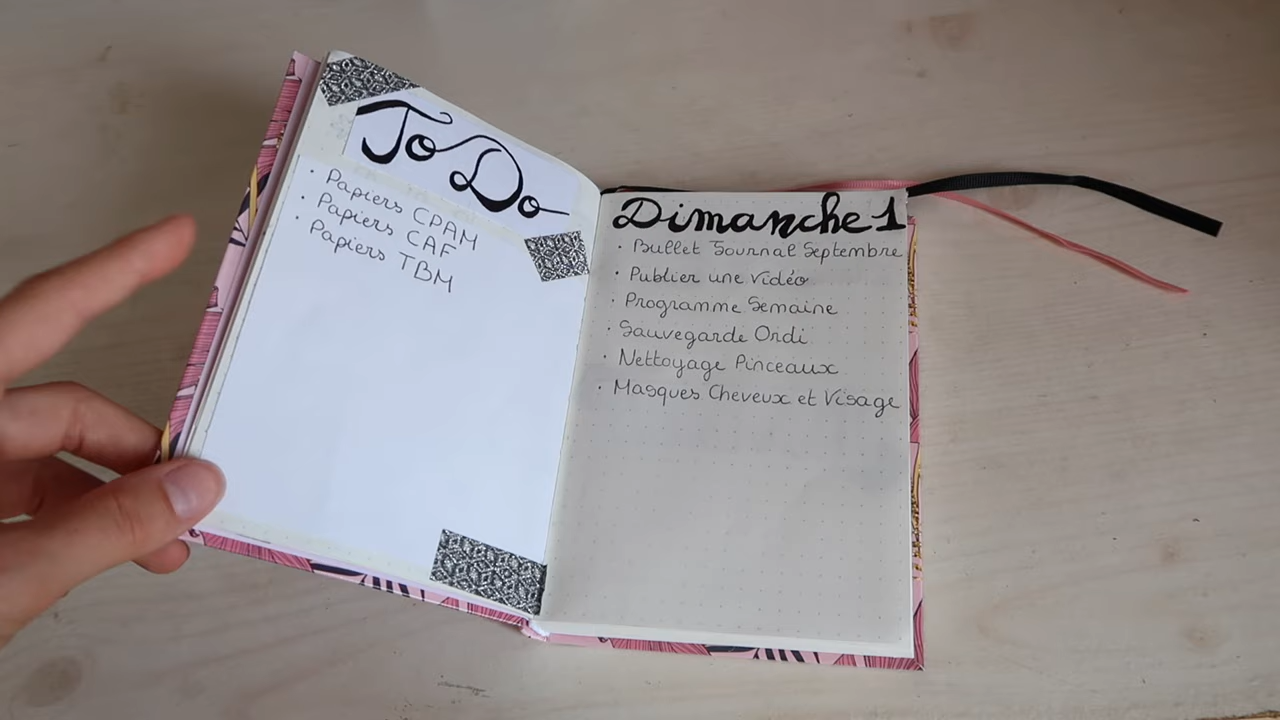 To Do
· Papiers CPAM
· Papiers CAF
· Papiers TBM
Dimanche 1
· Bullet Journal Septembre
· Publier une vidéo
· Programme Semaine
· Sauvegarde Ordi
· Nettoyage Pinceaux
· Masques Cheveux et Visage